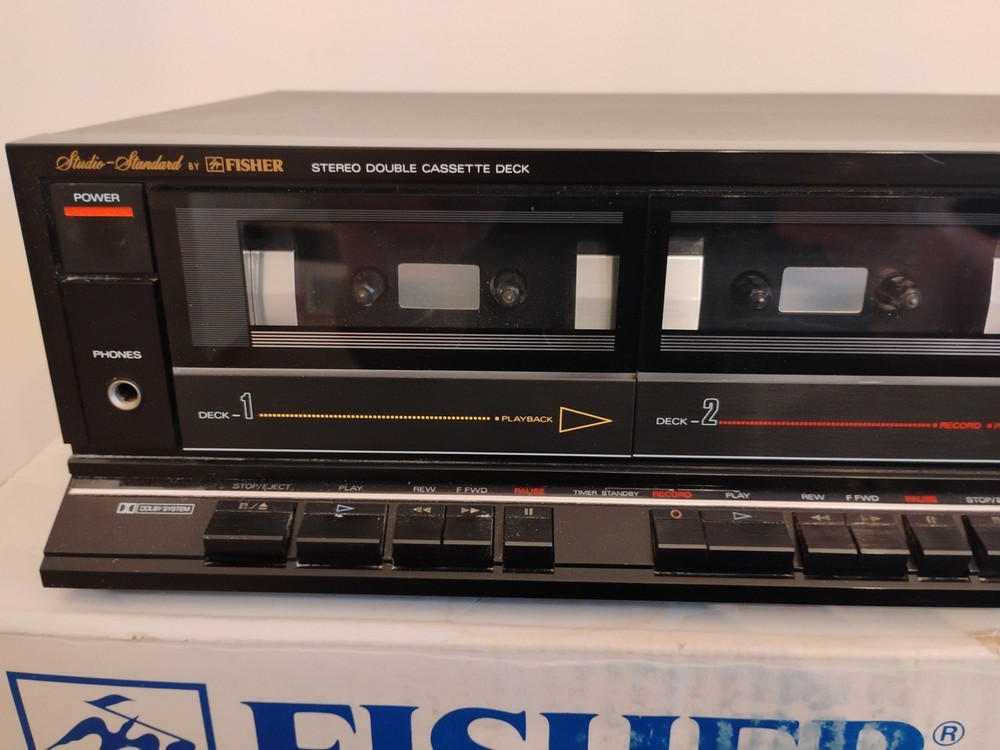 Studio-Standard BY FISHER STEREO DOUBLE CASSETTE DECK
POWER
PHONES
DECK-1 PLAYBACK
DECK-2 RECORD
STOP/EJECT PLAY REW F FWD PAUSE TIMER STANDBY RECORD PLAY REW F FWD PAUSE
DOLBY SYSTEM
FISHER®